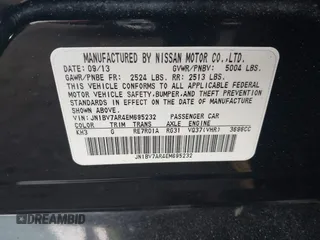 MANUFACTURED BY NISSAN MOTOR CO.,LTD.
DATE 09/13 GVWR/PNBV: 5004 LBS.
GAWR/PNBE FR: 2524 LBS. RR: 2513 LBS.
THIS VEHICLE CONFORMS TO ALL APPLICABLE
FEDERAL MOTOR VEHICLE
SAFETY,BUMPER,AND THEFT PREVENTION
STANDARDS IN EFFECT ON THE DATE OF MANUFACTURE
SHOWN ABOVE.
VIN: JN1BV7AR4EM695232 PASSENGER CAR
COLOR TRIM TRANS AXLE ENGINE
KH3 G RE7R01A RG31 VQ37(VHR) 3696CC
JN1BV7AR4EM695232
AUTOBIDMASTER